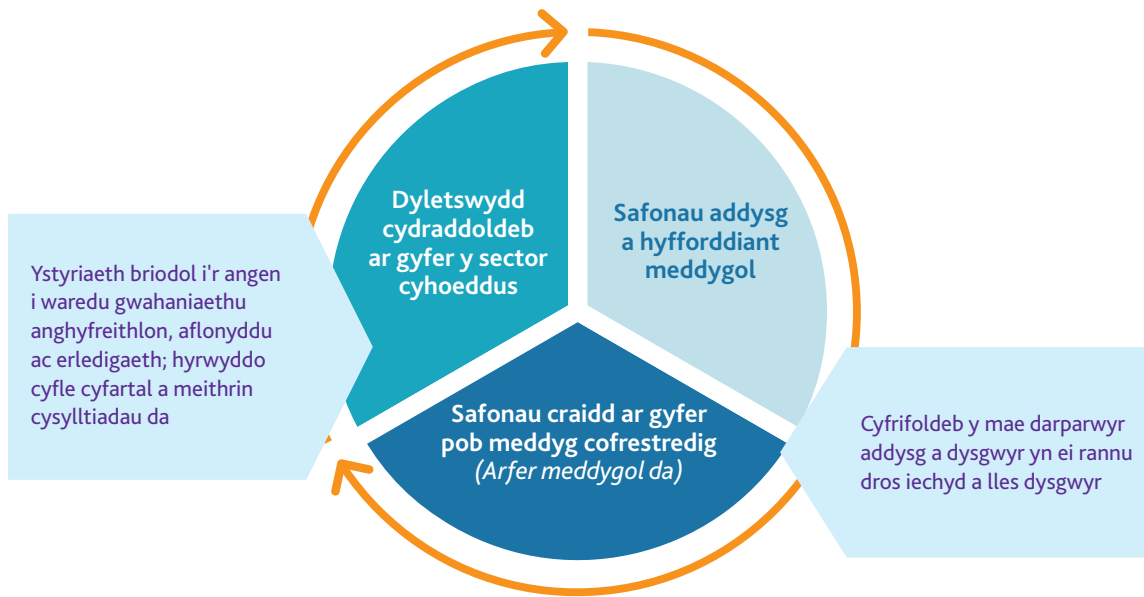 Dyletswydd
cydraddoldeb
ar gyfer y sector
cyhoeddus
Safonau addysg
a hyfforddiant
meddygol
Ystyriaeth briodol i'r angen
i waredu gwahaniaethu
anghyfreithlon, aflonyddu
ac erledigaeth; hyrwyddo
cyfle cyfartal a meithrin
cysylltiadau da
Safonau craidd ar gyfer
pob meddyg cofrestredig
(Arfer meddygol da)
Cyfrifoldeb y mae darparwyr
addysg a dysgwyr yn ei rannu
dros iechyd a lles dysgwyr